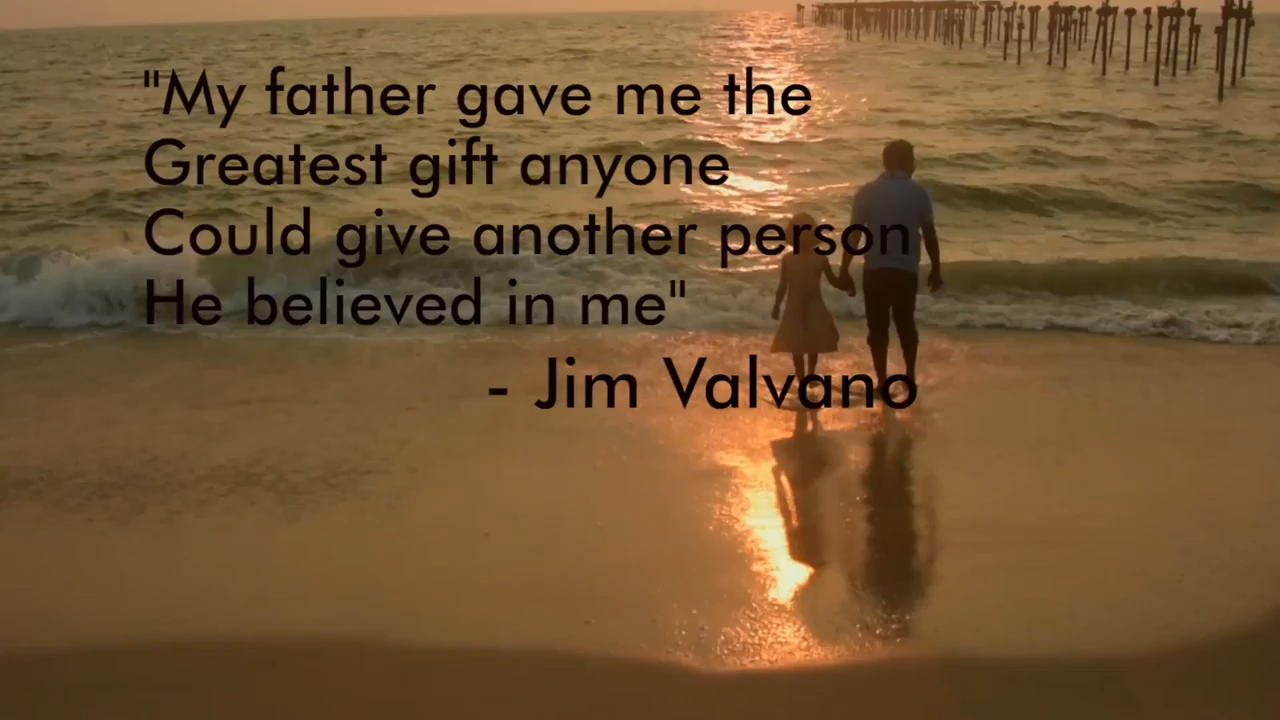 "My father gave me the
Greatest gift anyone
Could give another person
He believed in me"
- Jim Valvano